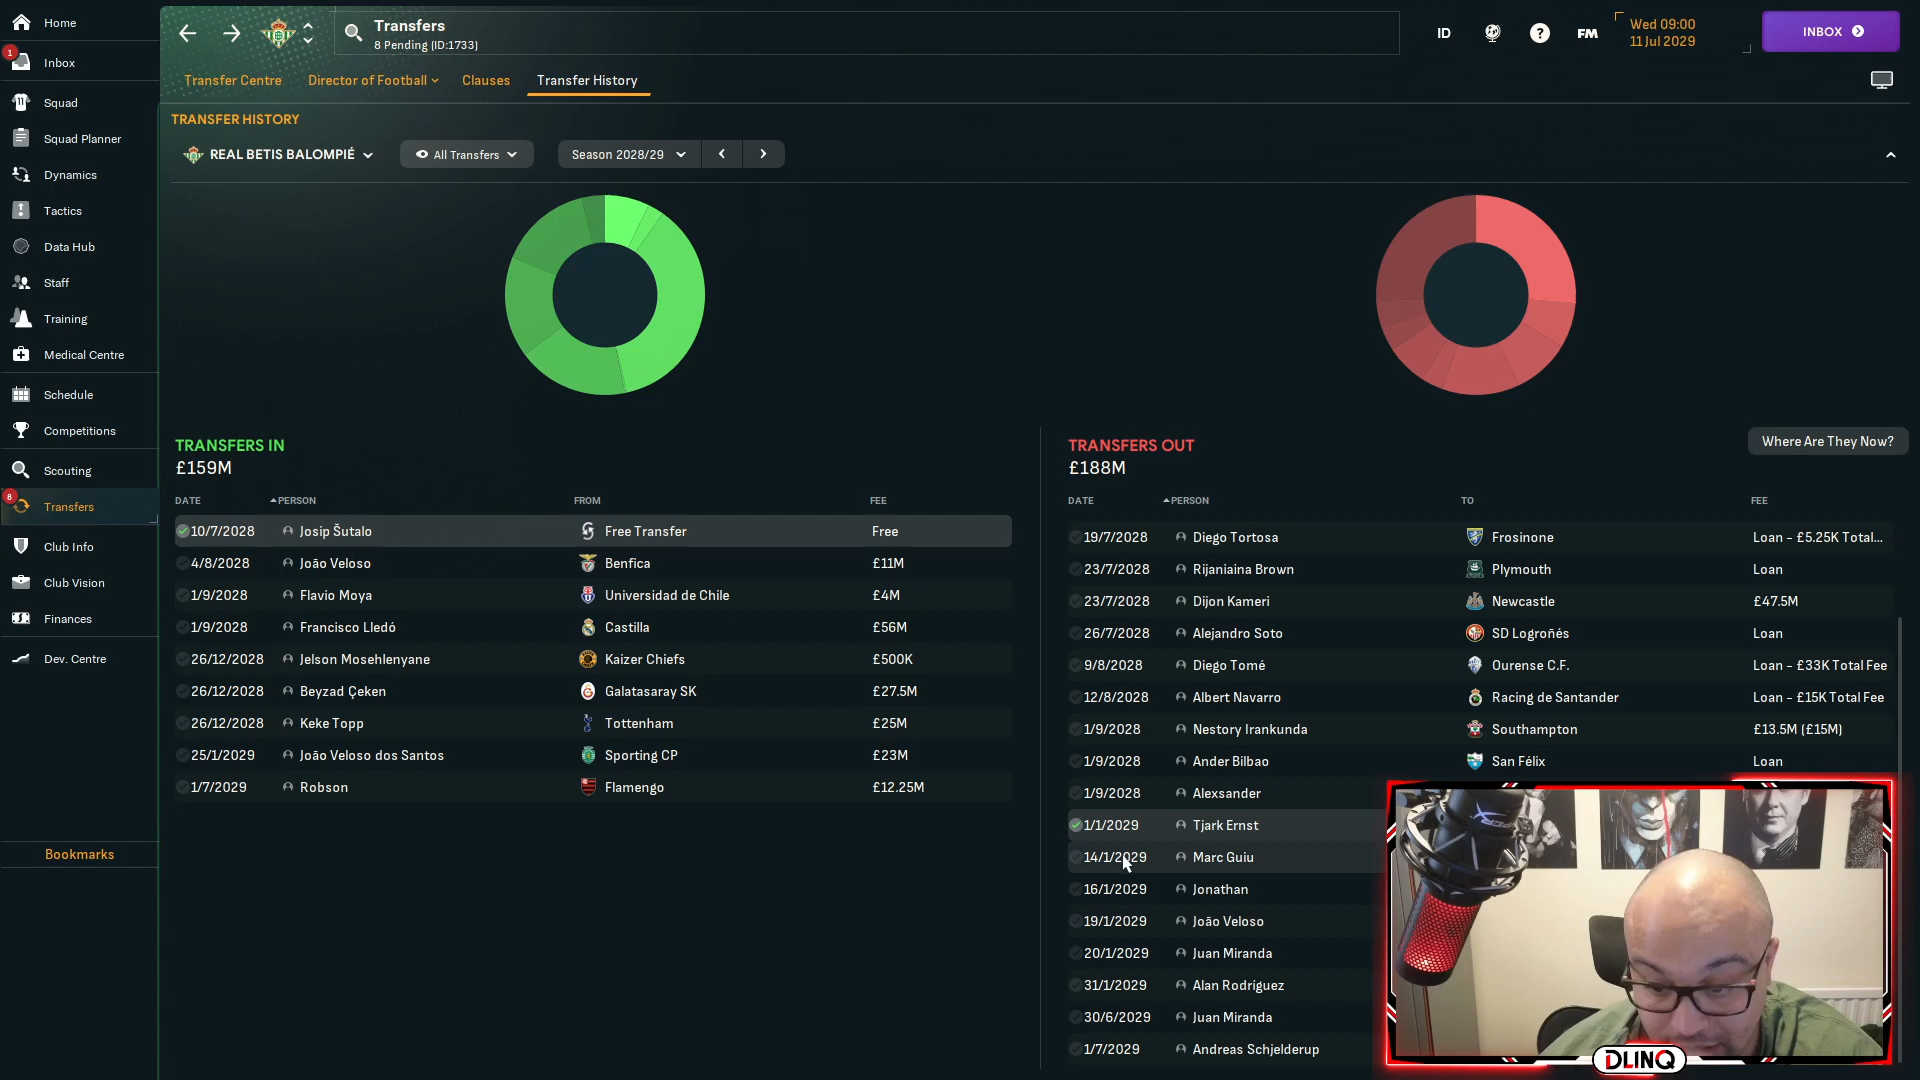 Home
1
Inbox
Squad
Squad Planner
Dynamics
Tactics
Data Hub
Staff
Training
Medical Centre
Schedule
Competitions
Scouting
8
Transfers
Club Info
Club Vision
Finances
Dev. Centre
Bookmarks
Transfers
8 Pending (ID:1733)
ID
?
FM
Wed 09:00
11 Jul 2029
INBOX
Transfer Centre
Director of Football
Clauses
Transfer History
TRANSFER HISTORY
REAL BETIS BALOMPIÉ
All Transfers
Season 2028/29
TRANSFERS IN
£159M
DATE PERSON FROM FEE
10/7/2028 Josip Šutalo Free Transfer Free
4/8/2028 João Veloso Benfica £11M
1/9/2028 Flavio Moya Universidad de Chile £4M
1/9/2028 Francisco Lledó Castilla £56M
26/12/2028 Jelson Mosehlenyane Kaizer Chiefs £500K
26/12/2028 Beyzad Çeken Galatasaray SK £27.5M
26/12/2028 Keke Topp Tottenham £25M
25/1/2029 João Veloso dos Santos Sporting CP £23M
1/7/2029 Robson Flamengo £12.25M
TRANSFERS OUT
£188M
Where Are They Now?
DATE PERSON TO FEE
19/7/2028 Diego Tortosa Frosinone Loan - £5.25K Total...
23/7/2028 Rijaniaina Brown Plymouth Loan
23/7/2028 Dijon Kameri Newcastle £47.5M
26/7/2028 Alejandro Soto SD Logroñés Loan
9/8/2028 Diego Tomé Ourense C.F. Loan - £33K Total Fee
12/8/2028 Albert Navarro Racing de Santander Loan - £15K Total Fee
1/9/2028 Nestory Irankunda Southampton £13.5M (£15M)
1/9/2028 Ander Bilbao San Félix Loan
1/9/2028 Alexsander
1/1/2029 Tjark Ernst
14/1/2029 Marc Guiu
16/1/2029 Jonathan
19/1/2029 João Veloso
20/1/2029 Juan Miranda
31/1/2029 Alan Rodríguez
30/6/2029 Juan Miranda
1/7/2029 Andreas Schjelderup
DLINQ